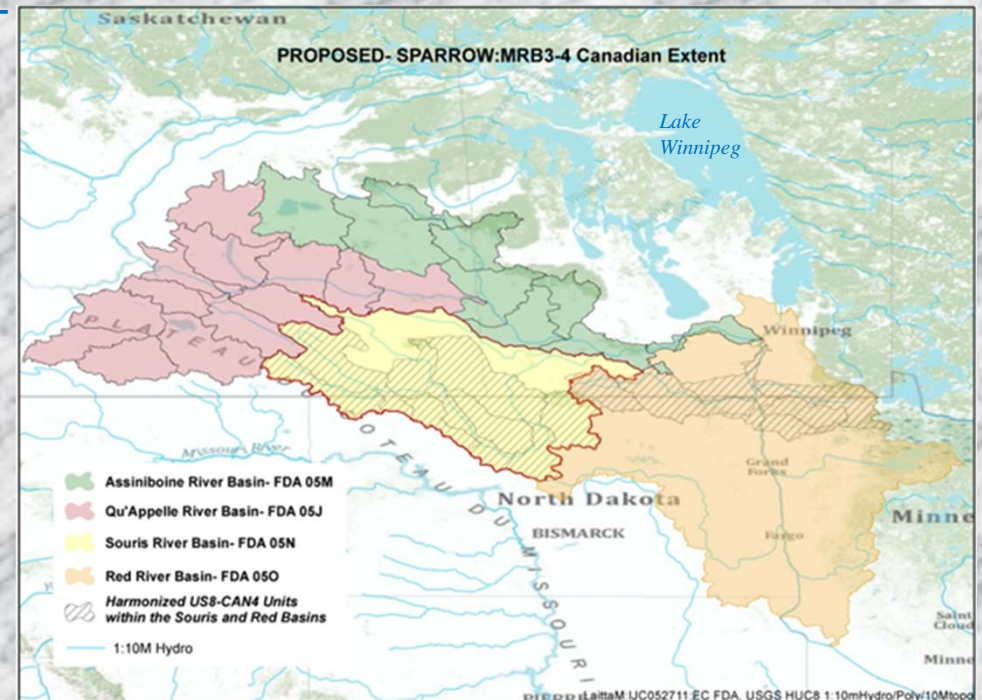 Saskatchewan
PROPOSED- SPARROW:MRB3-4 Canadian Extent
Lake
Winnipeg
Winnipeg
PLATEAU
COTEAU DU MISSOURI
Missouri River
Grand
Forks
North Dakota
Minne
BISMARCK
Fargo
Assiniboine River Basin- FDA 05M
Qu'Appelle River Basin- FDA 05J
Souris River Basin- FDA 05N
Red River Basin- FDA 05O
Harmonized US8-CAN4 Units
within the Souris and Red Basins
1:10M Hydro
Saint
Cloud
Minne
LaittaM:IJC052711:EC FDA, USGS HUC8 1:10mHydro/Poly/10Mtopo